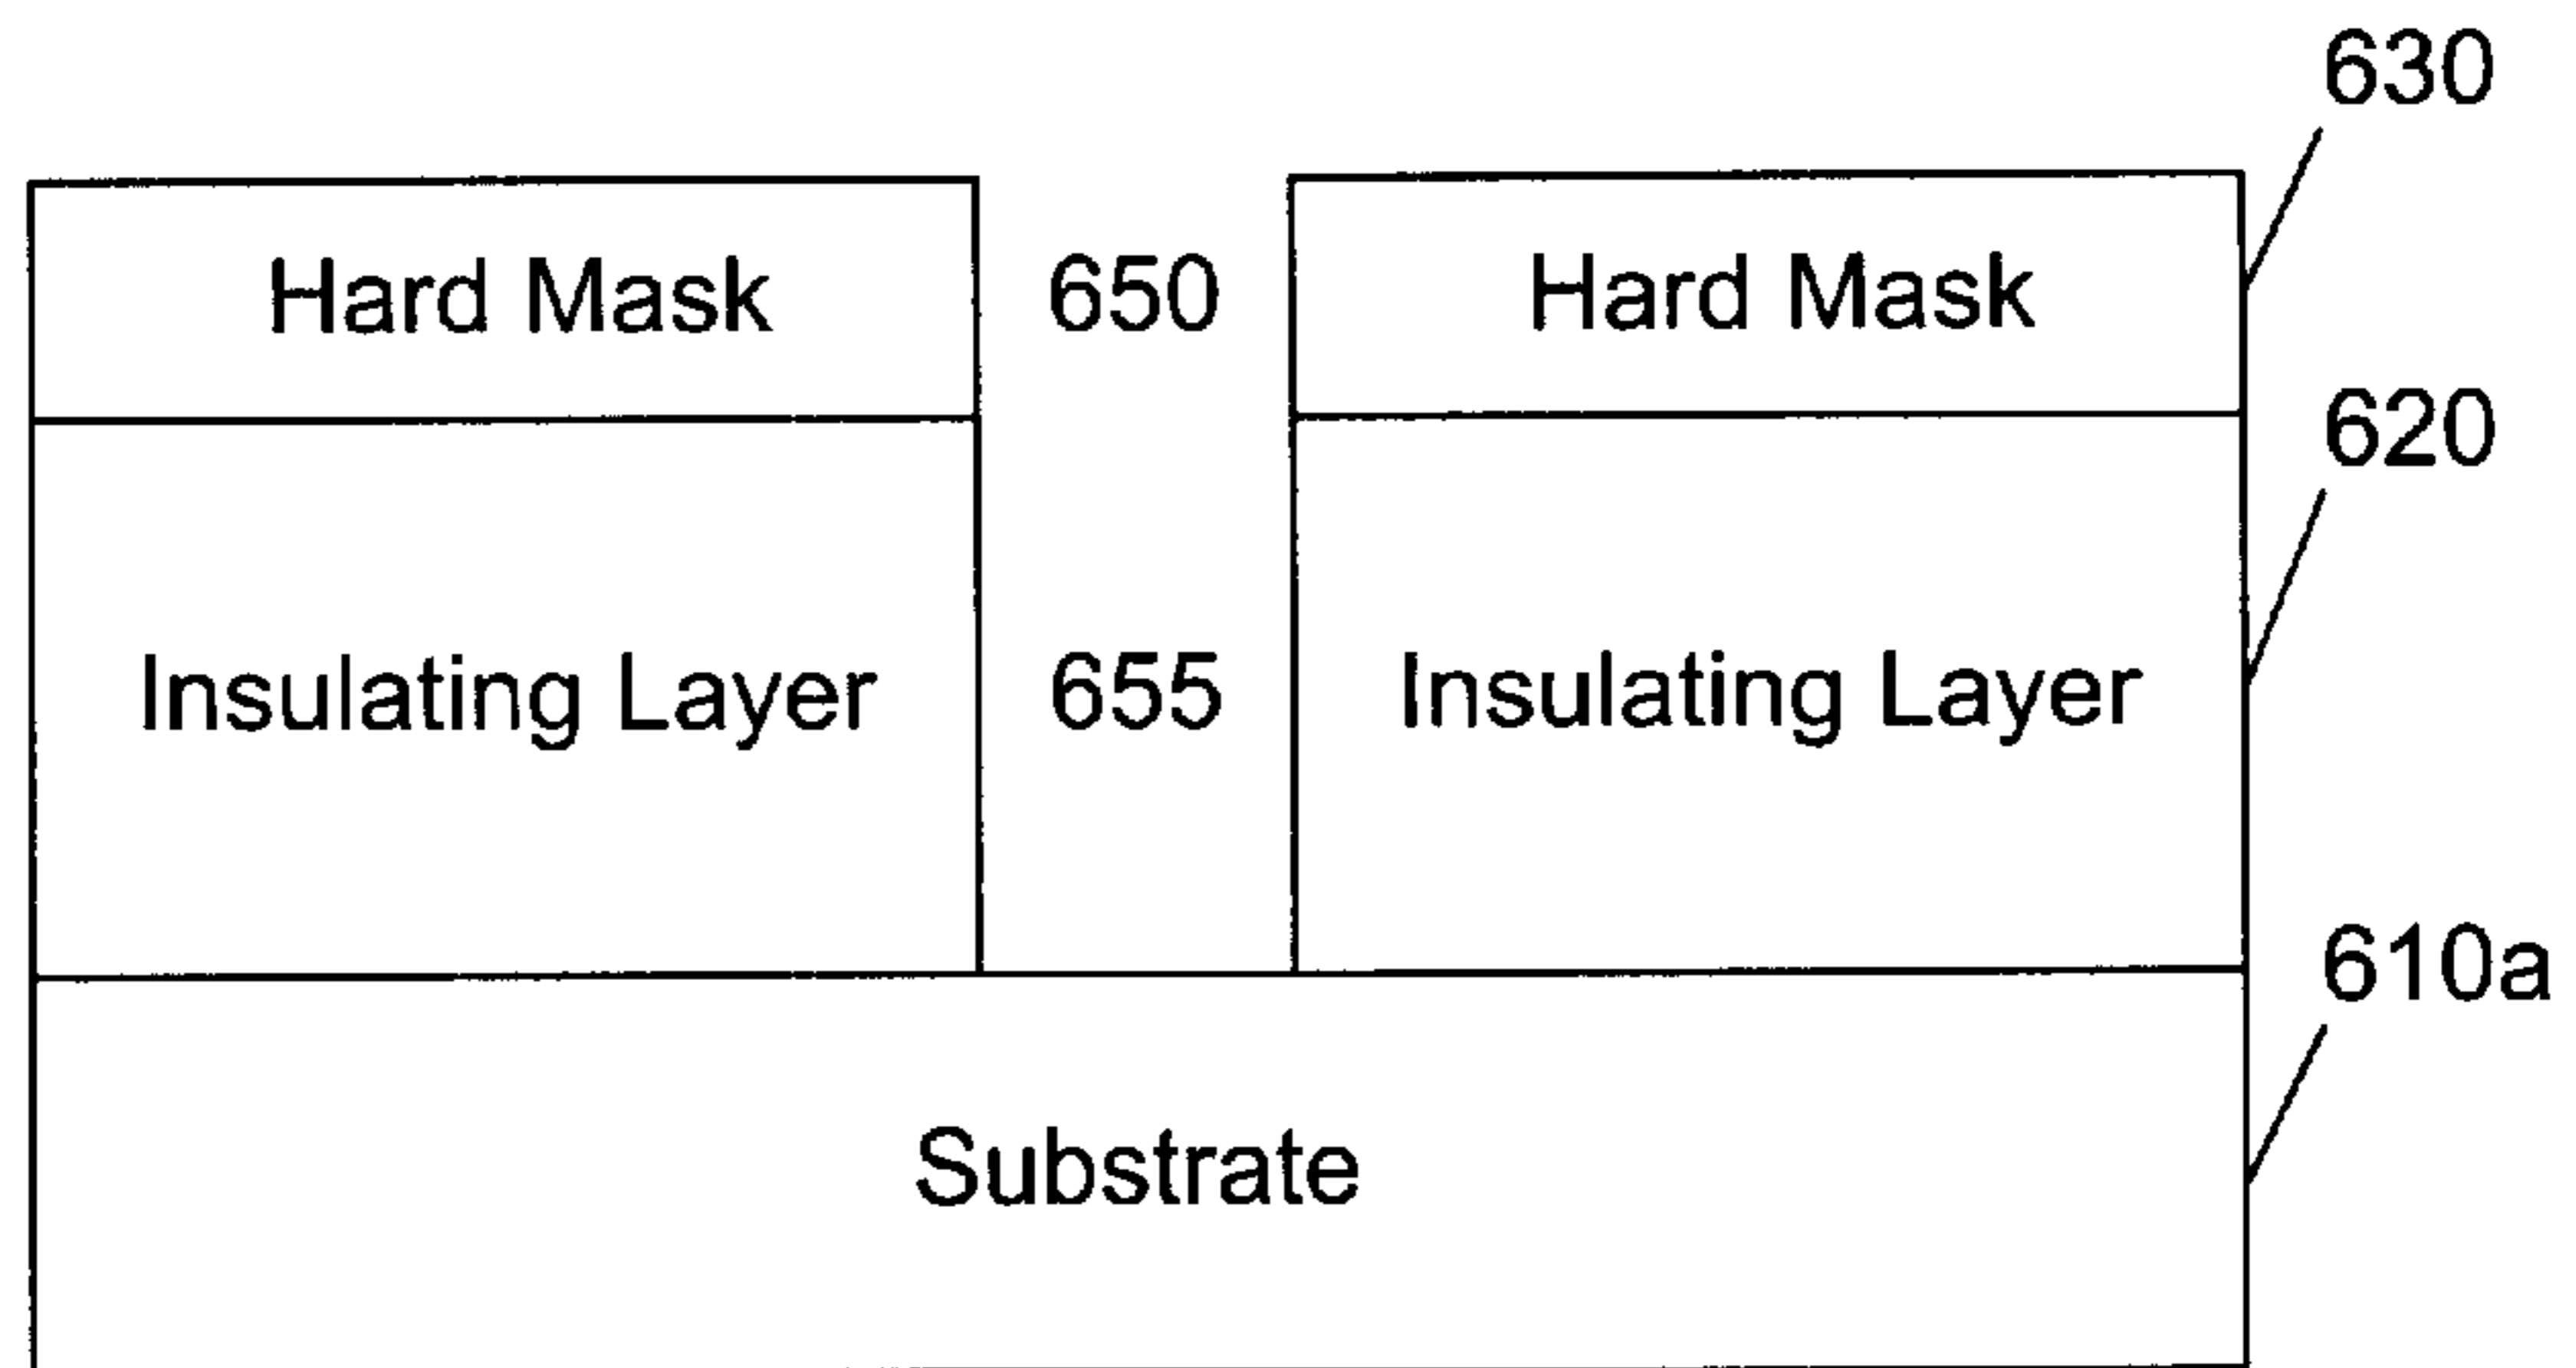 630
Hard Mask 650 Hard Mask
620
Insulating Layer 655 Insulating Layer
610a
Substrate